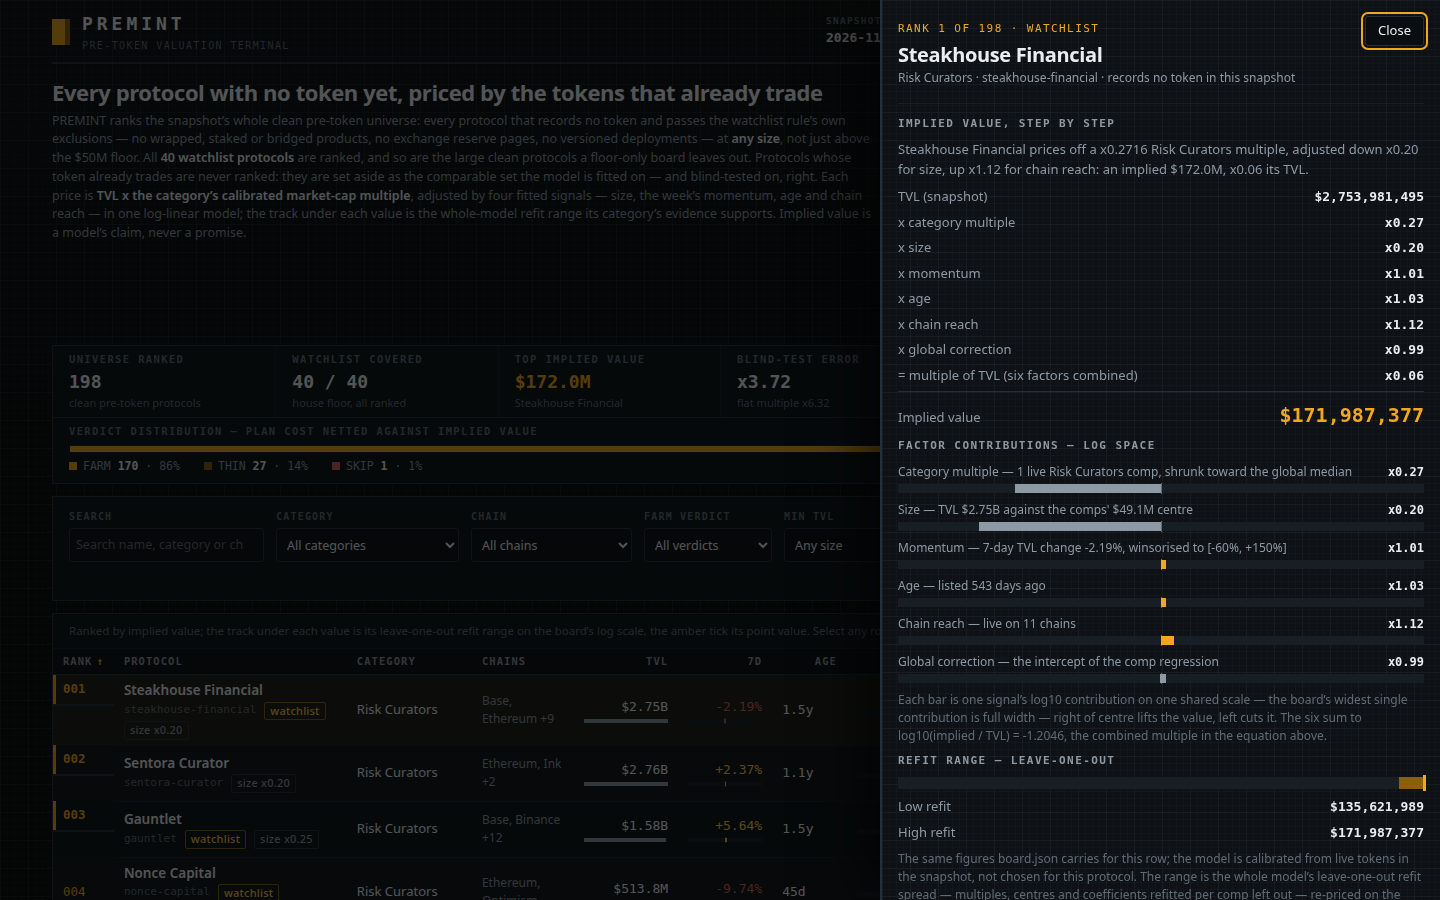 PREMINT
PRE-TOKEN VALUATION TERMINAL
SNAPSHOT
2026-11
Every protocol with no token yet, priced by the tokens that already trade
PREMINT ranks the snapshot's whole clean pre-token universe: every protocol that records no token and passes the watchlist rule's own
exclusions — no wrapped, staked or bridged products, no exchange reserve pages, no versioned deployments — at any size, not just above
the $50M floor. All 40 watchlist protocols are ranked, and so are the large clean protocols a floor-only board leaves out. Protocols whose
token already trades are never ranked: they are set aside as the comparable set the model is fitted on — and blind-tested on, right. Each
price is TVL x the category's calibrated market-cap multiple, adjusted by four fitted signals — size, the week's momentum, age and chain
reach — in one log-linear model; the track under each value is the whole-model refit range its category's evidence supports. Implied value is
a model's claim, never a promise.
UNIVERSE RANKED
198
clean pre-token protocols
WATCHLIST COVERED
40 / 40
house floor, all ranked
TOP IMPLIED VALUE
$172.0M
Steakhouse Financial
BLIND-TEST ERROR
x3.72
flat multiple x6.32
VERDICT DISTRIBUTION — PLAN COST NETTED AGAINST IMPLIED VALUE
FARM 170 · 86% THIN 27 · 14% SKIP 1 · 1%
SEARCH CATEGORY CHAIN FARM VERDICT MIN TVL
Search name, category or ch All categories All chains All verdicts Any size
Ranked by implied value; the track under each value is its leave-one-out refit range on the board's log scale, the amber tick its point value. Select any ro
RANK ↑ PROTOCOL CATEGORY CHAINS TVL 7D AGE
001 Steakhouse Financial steakhouse-financial watchlist size x0.20 Risk Curators Base, Ethereum +9 $2.75B -2.19% 1.5y
002 Sentora Curator sentora-curator size x0.20 Risk Curators Ethereum, Ink +2 $2.76B +2.37% 1.1y
003 Gauntlet gauntlet watchlist size x0.25 Risk Curators Base, Binance +12 $1.58B +5.64% 1.5y
004 Nonce Capital nonce-capital watchlist Risk Curators Ethereum, Optimism $513.8M -9.74% 45d
RANK 1 OF 198 · WATCHLIST
Close
Steakhouse Financial
Risk Curators · steakhouse-financial · records no token in this snapshot
IMPLIED VALUE, STEP BY STEP
Steakhouse Financial prices off a x0.2716 Risk Curators multiple, adjusted down x0.20
for size, up x1.12 for chain reach: an implied $172.0M, x0.06 its TVL.
TVL (snapshot) $2,753,981,495
x category multiple x0.27
x size x0.20
x momentum x1.01
x age x1.03
x chain reach x1.12
x global correction x0.99
= multiple of TVL (six factors combined) x0.06
Implied value $171,987,377
FACTOR CONTRIBUTIONS — LOG SPACE
Category multiple — 1 live Risk Curators comp, shrunk toward the global median x0.27
Size — TVL $2.75B against the comps' $49.1M centre x0.20
Momentum — 7-day TVL change -2.19%, winsorised to [-60%, +150%] x1.01
Age — listed 543 days ago x1.03
Chain reach — live on 11 chains x1.12
Global correction — the intercept of the comp regression x0.99
Each bar is one signal's log10 contribution on one shared scale — the board's widest single
contribution is full width — right of centre lifts the value, left cuts it. The six sum to
log10(implied / TVL) = -1.2046, the combined multiple in the equation above.
REFIT RANGE — LEAVE-ONE-OUT
Low refit $135,621,989
High refit $171,987,377
The same figures board.json carries for this row; the model is calibrated from live tokens in
the snapshot, not chosen for this protocol. The range is the whole model's leave-one-out refit
spread — multiples, centres and coefficients refitted per comp left out — re-priced on the